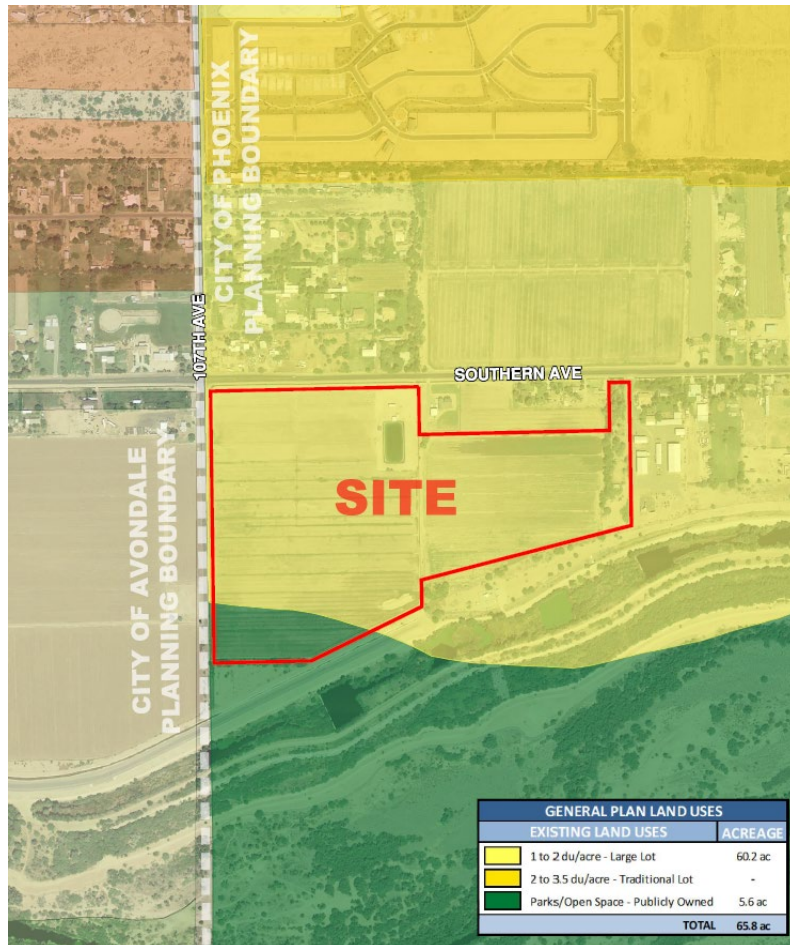 CITY OF PHOENIX
PLANNING BOUNDARY
107TH AVE
SOUTHERN AVE
SITE
CITY OF AVONDALE
PLANNING BOUNDARY
GENERAL PLAN LAND USES
EXISTING LAND USES ACREAGE
1 to 2 du/acre - Large Lot 60.2 ac
2 to 3.5 du/acre - Traditional Lot -
Parks/Open Space - Publicly Owned 5.6 ac
TOTAL 65.8 ac